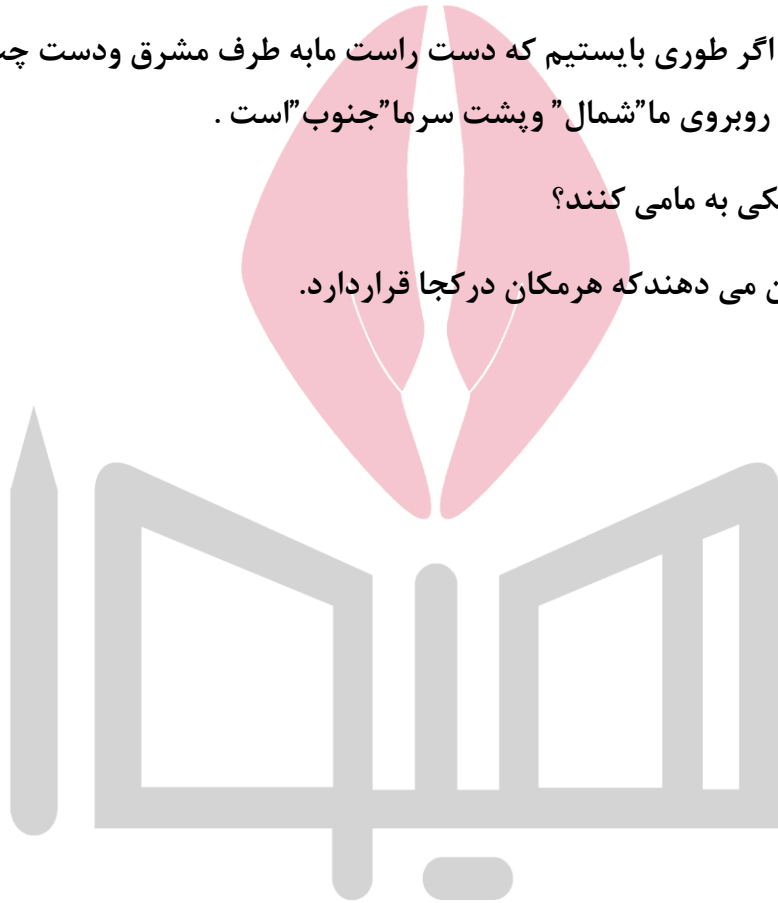 اگر طوری بایستیم که دست راست مابه طرف مشرق ودست
روبروی ما”شمال” وپشت سرما”جنوب”است .
به مامی کنند؟
می دهندکه هرمکان درکجا قراردارد.